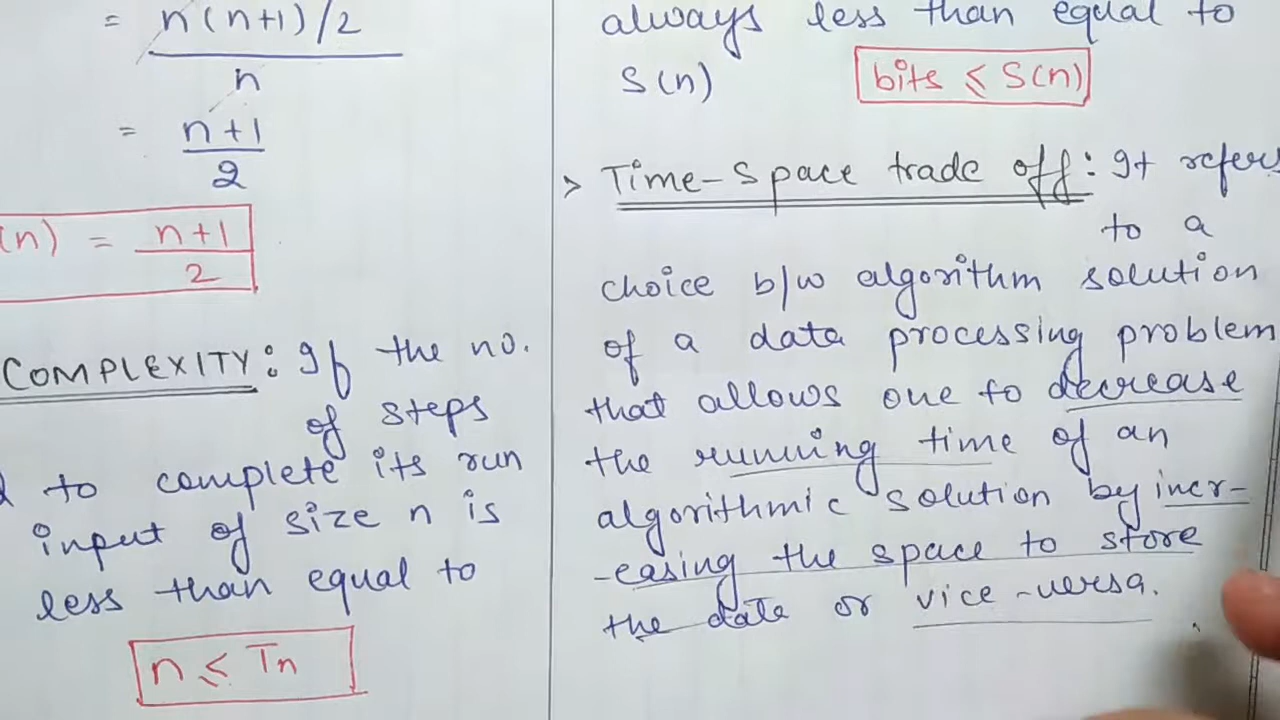 = n(n+1)/2
n
= n+1
2
(n) = n+1
2
COMPLEXITY: If the no.
of steps
to complete its run
input of size n is
less than equal to
n ≤ Tn
always less than equal to
S(n) bits ≤ S(n)
> Time-Space trade off: It refers
to a
choice b/w algorithm solution
of a data processing problem
that allows one to decrease
the running time of an
algorithmic solution by incr-
-easing the space to store
the date or vice-versa.